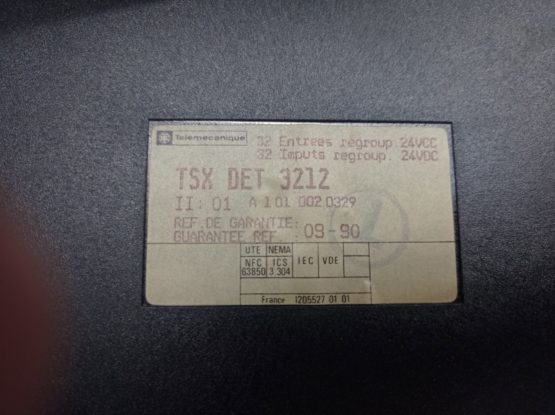 Telemecanique
32 Entrées regroup. 24VCC
32 Imputs regroup. 24VDC
TSX DET 3212
II: 01 A 1 01 002.0329
REF.DE GARANTIE:
GUARANTEE REF. 09-90
UTE NEMA
NFC ICS IEC VDE
63850 3 304
France 1205527 01 01